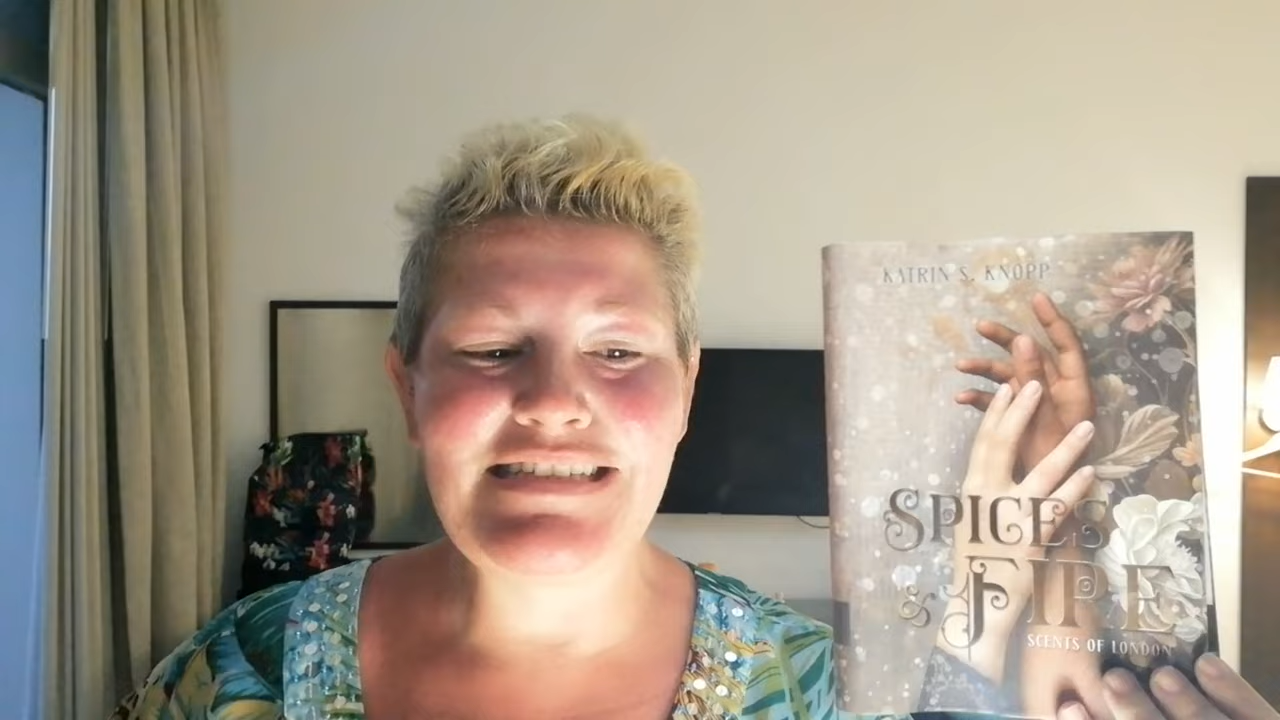 KATRIN S. KNOPP
SPICES
& FIRE
SCENTS OF LONDON